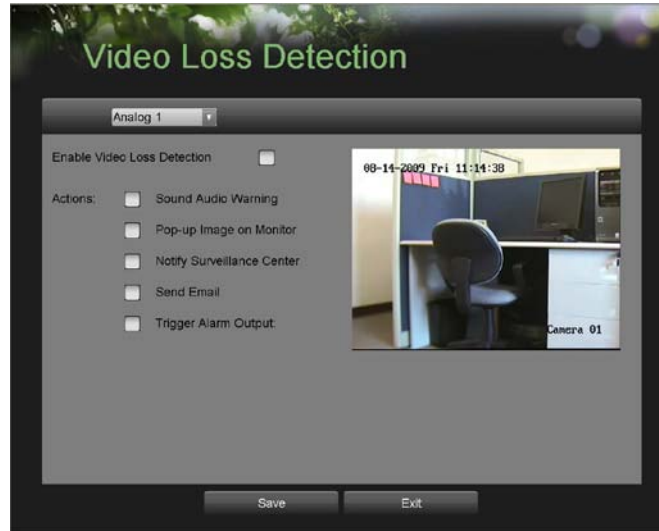 Video Loss Detection
Analog 1
Enable Video Loss Detection
08-14-2009 Fri 11:14:38
Actions:
Sound Audio Warning
Pop-up Image on Monitor
Notify Surveillance Center
Send Email
Trigger Alarm Output:
Camera 01
Save
Exit